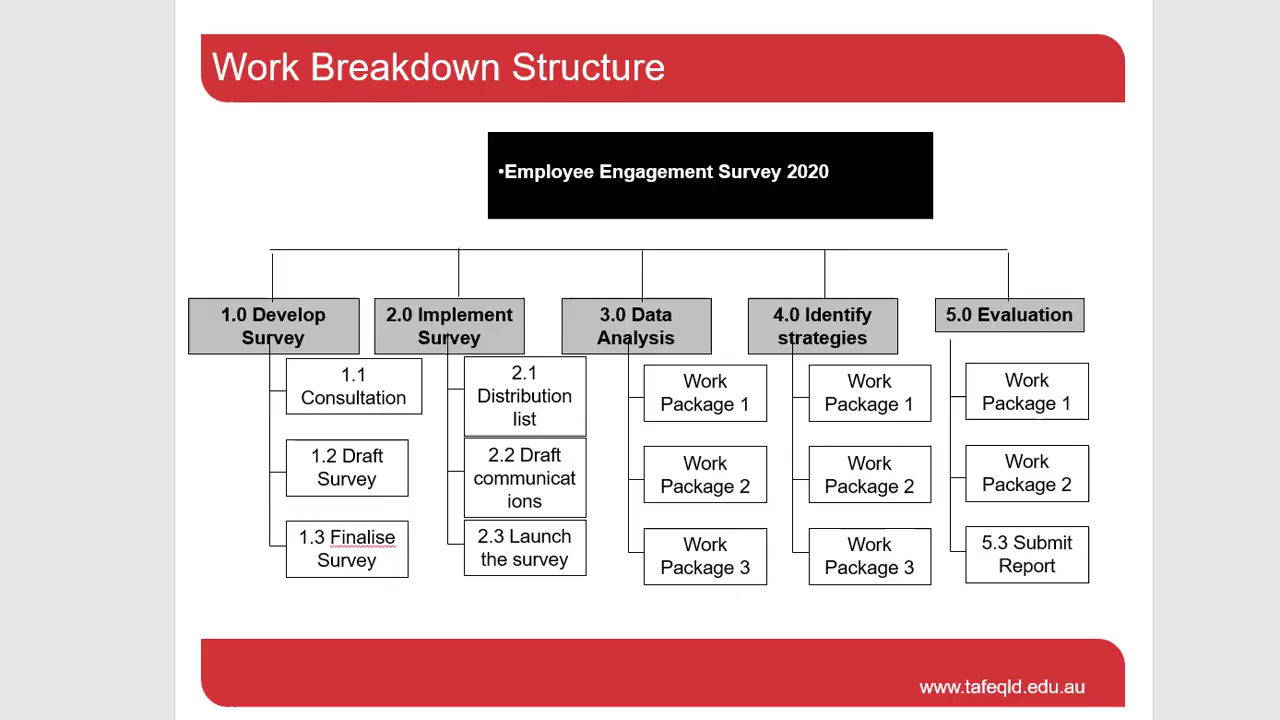 Work Breakdown Structure
•Employee Engagement Survey 2020
1.0 Develop
Survey
2.0 Implement
Survey
3.0 Data
Analysis
4.0 Identify
strategies
5.0 Evaluation
1.1
Consultation
1.2 Draft
Survey
1.3 Finalise
Survey
2.1
Distribution
list
2.2 Draft
communicat
ions
2.3 Launch
the survey
Work
Package 1
Work
Package 2
Work
Package 3
Work
Package 1
Work
Package 2
Work
Package 3
Work
Package 1
Work
Package 2
5.3 Submit
Report
www.tafeqld.edu.au